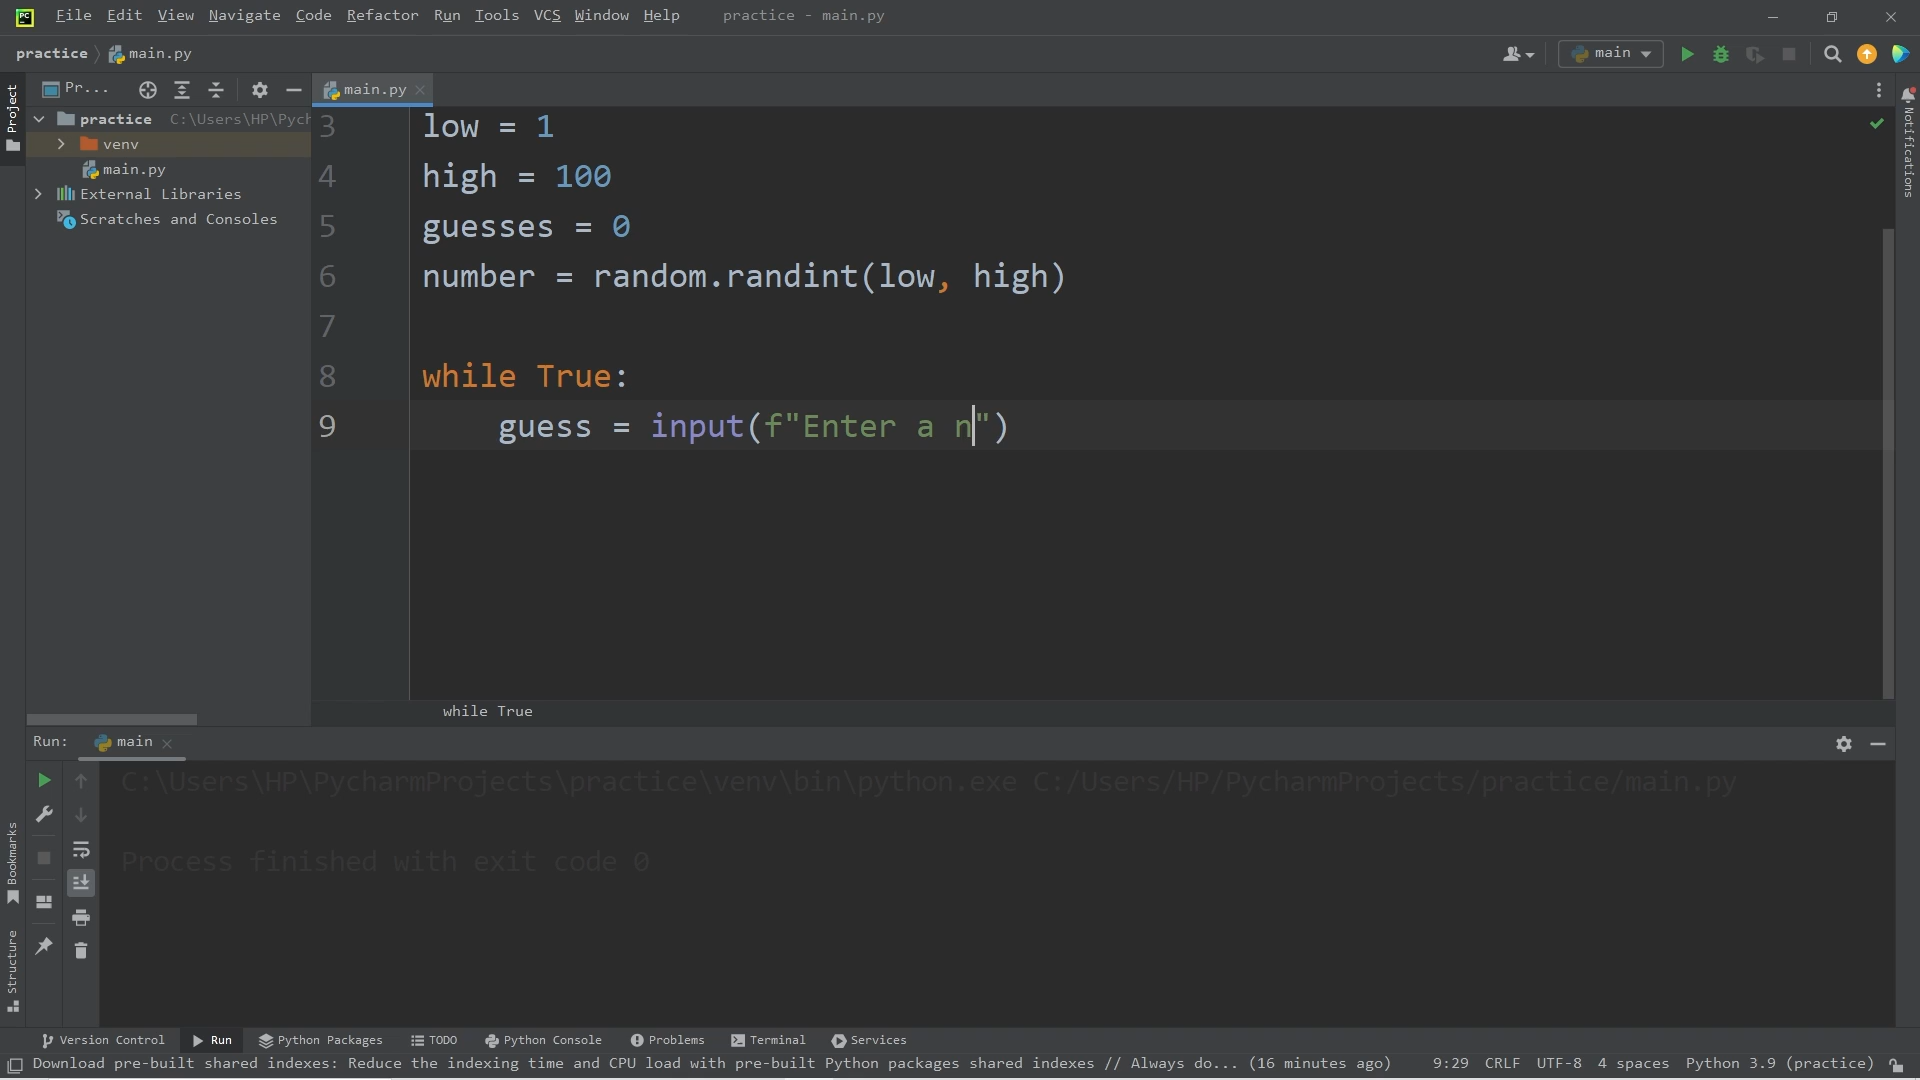 File Edit View Navigate Code Refactor Run Tools VCS Window Help practice - main.py
practice main.py main
Pr... main.py
practice C:\Users\HP\Pych
venv
main.py
External Libraries
Scratches and Consoles
Project
Bookmarks
Structure
Notifications
3 low = 1
4 high = 100
5 guesses = 0
6 number = random.randint(low, high)
7
8 while True:
9 guess = input(f"Enter a n")
while True
Run: main
C:\Users\HP\PycharmProjects\practice\venv\bin\python.exe C:/Users/HP/PycharmProjects/practice/main.py
Process finished with exit code 0
Version Control Run Python Packages TODO Python Console Problems Terminal Services
Download pre-built shared indexes: Reduce the indexing time and CPU load with pre-built Python packages shared indexes // Always do... (16 minutes ago) 9:29 CRLF UTF-8 4 spaces Python 3.9 (practice)